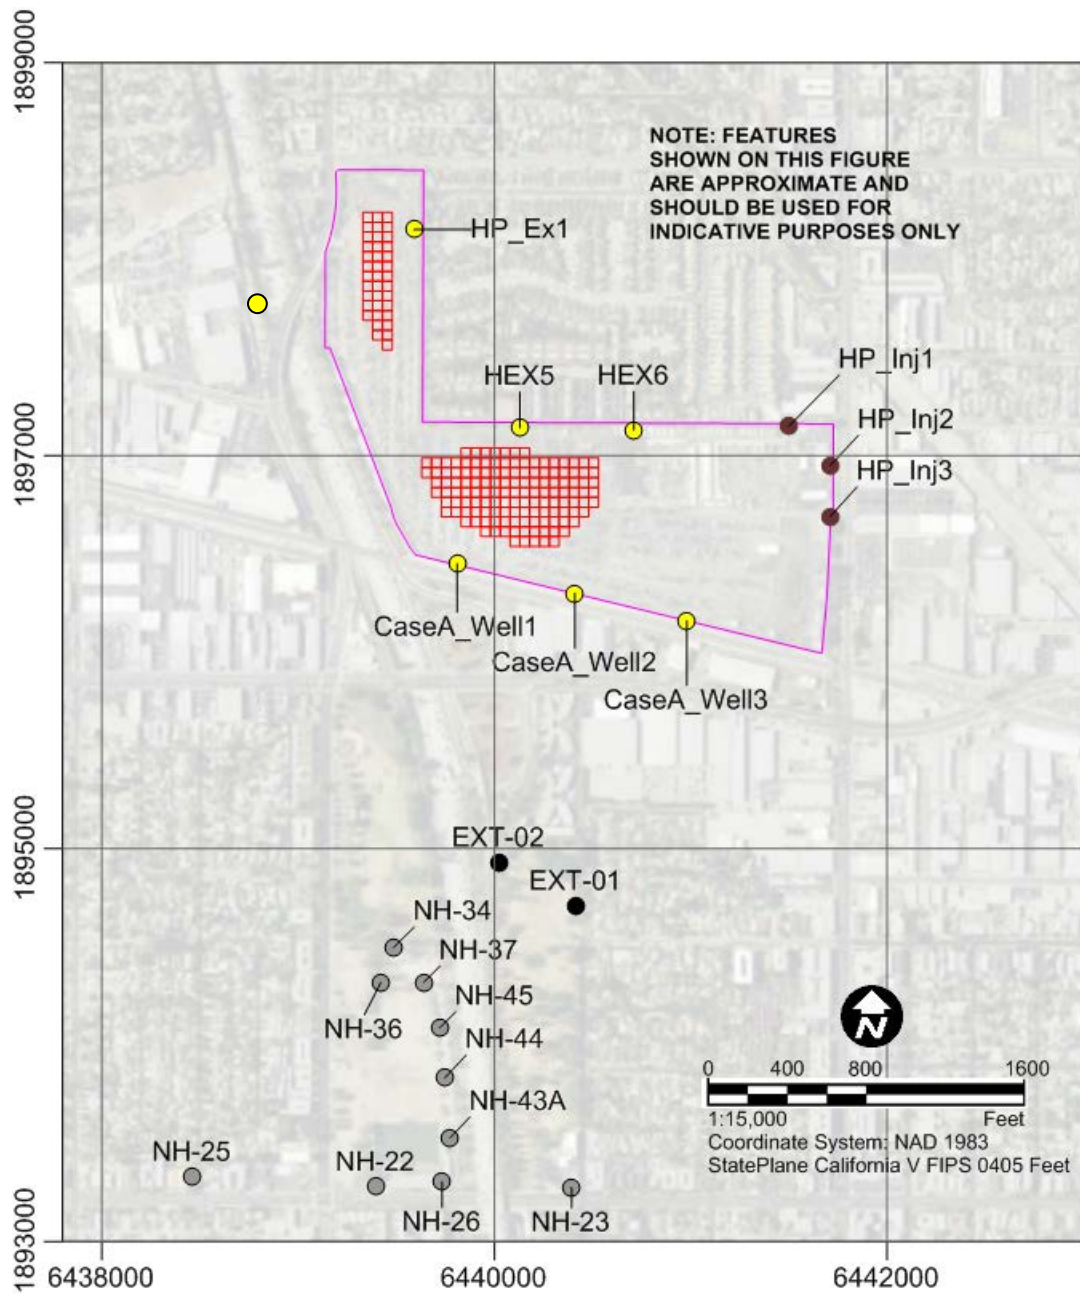 1899000
NOTE: FEATURES
SHOWN ON THIS FIGURE
ARE APPROXIMATE AND
SHOULD BE USED FOR
INDICATIVE PURPOSES ONLY
HP_Ex1
HP_Inj1
HEX5 HEX6
HP_Inj2
1897000
HP_Inj3
CaseA_Well1
CaseA_Well2
CaseA_Well3
EXT-02
1895000
EXT-01
NH-34
NH-37
NH-45
NH-36
NH-44
N
0 400 800 1600
NH-43A
1:15,000 Feet
Coordinate System: NAD 1983
StatePlane California V FIPS 0405 Feet
NH-25
NH-22
NH-26 NH-23
1893000
6438000 6440000 6442000